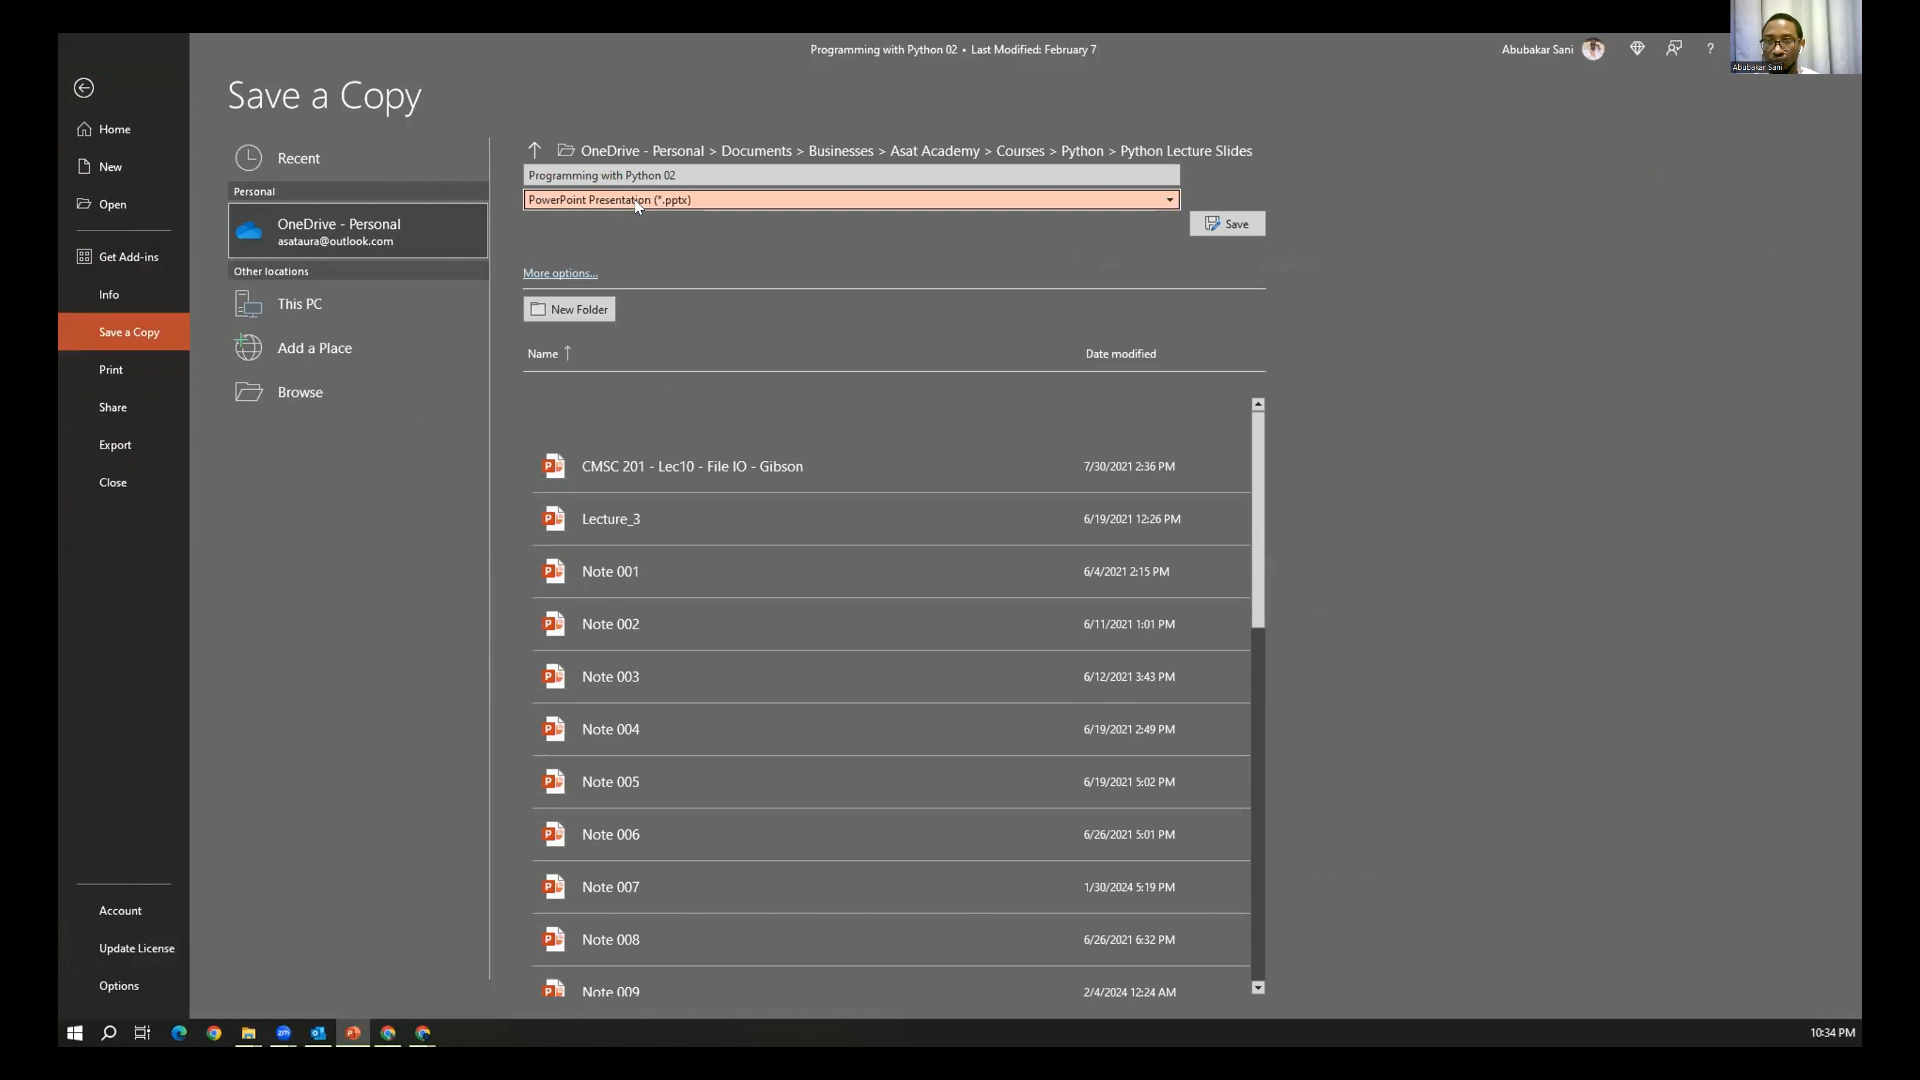 Programming with Python 02 • Last Modified: February 7
Abubakar Sani
?
Abubakar Sani
Save a Copy
Home
New
Open
Get Add-ins
Info
Save a Copy
Print
Share
Export
Close
Account
Update License
Options
Recent
Personal
OneDrive - Personal
asataura@outlook.com
Other locations
This PC
Add a Place
Browse
OneDrive - Personal > Documents > Businesses > Asat Academy > Courses > Python > Python Lecture Slides
Programming with Python 02
PowerPoint Presentation (*.pptx)
Save
More options...
New Folder
Name Date modified
CMSC 201 - Lec10 - File IO - Gibson 7/30/2021 2:36 PM
Lecture_3 6/19/2021 12:26 PM
Note 001 6/4/2021 2:15 PM
Note 002 6/11/2021 1:01 PM
Note 003 6/12/2021 3:43 PM
Note 004 6/19/2021 2:49 PM
Note 005 6/19/2021 5:02 PM
Note 006 6/26/2021 5:01 PM
Note 007 1/30/2024 5:19 PM
Note 008 6/26/2021 6:32 PM
Note 009 2/4/2024 12:24 AM
10:34 PM